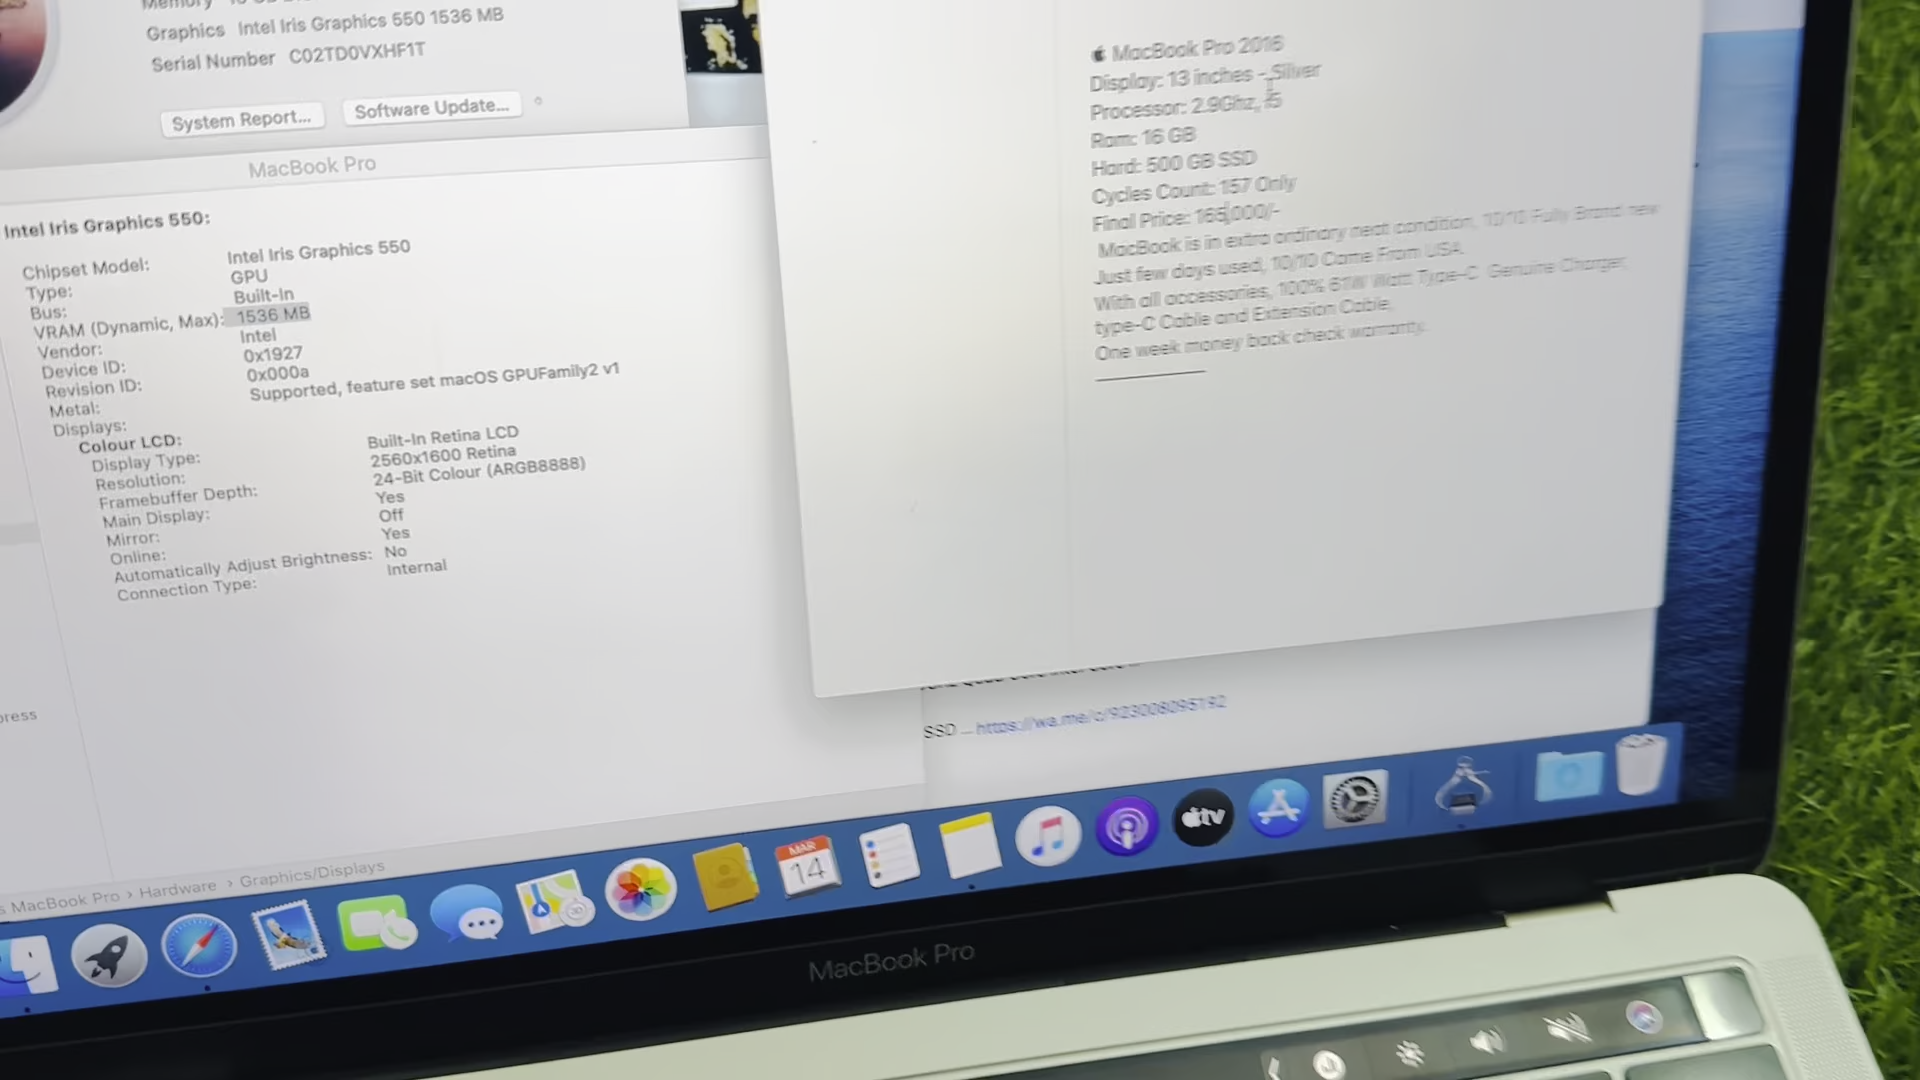 Graphics Intel Iris Graphics 550 1536 MB
Serial Number C02TD0VXHF1T
System Report...
Software Update...
MacBook Pro
Intel Iris Graphics 550:
Chipset Model: Intel Iris Graphics 550
Type: GPU
Bus: Built-In
VRAM (Dynamic, Max): 1536 MB
Vendor: Intel
Device ID: 0x1927
Revision ID: 0x000a
Metal: Supported, feature set macOS GPUFamily2 v1
Displays:
Colour LCD:
Display Type: Built-In Retina LCD
Resolution: 2560x1600 Retina
Framebuffer Depth: 24-Bit Colour (ARGB8888)
Main Display: Yes
Mirror: Off
Online: Yes
Automatically Adjust Brightness: No
Connection Type: Internal
MacBook Pro › Hardware › Graphics/Displays
MacBook Pro 2016
Display: 13 inches - Silver
Processor: 2.9Ghz, i5
Ram: 16 GB
Hard: 500 GB SSD
Cycles Count: 157 Only
Final Price: 165,000/-
MacBook is in extra ordinary neat condition, 10/10 Fully Brand new
Just few days used, 10/10 Came From USA.
With all accessories, 100% 61W Watt Type-C Genuine Charger,
type-C Cable and Extension Cable.
One week money back check warranty.
SSD ... https://wa.me/c/923008095192
MAR
14
tv
MacBook Pro